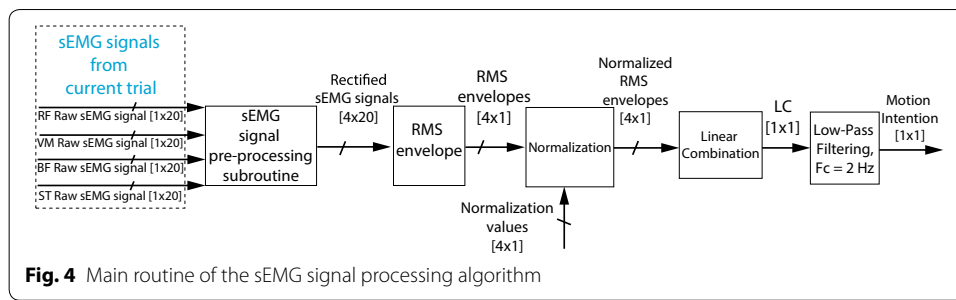 sEMG signals
from
current trial
RF Raw sEMG signal [1x20]
VM Raw sEMG signal [1x20]
BF Raw sEMG signal [1x20]
ST Raw sEMG signal [1x20]
sEMG
signal
pre-processing
subroutine
Rectified
sEMG signals
[4x20]
RMS
envelope
RMS
envelopes
[4x1]
Normalization
Normalization
values
[4x1]
Normalized
RMS
envelopes
[4x1]
Linear
Combination
LC
[1x1]
Low-Pass
Filtering,
Fc = 2 Hz
Motion
Intention
[1x1]
Fig. 4 Main routine of the sEMG signal processing algorithm